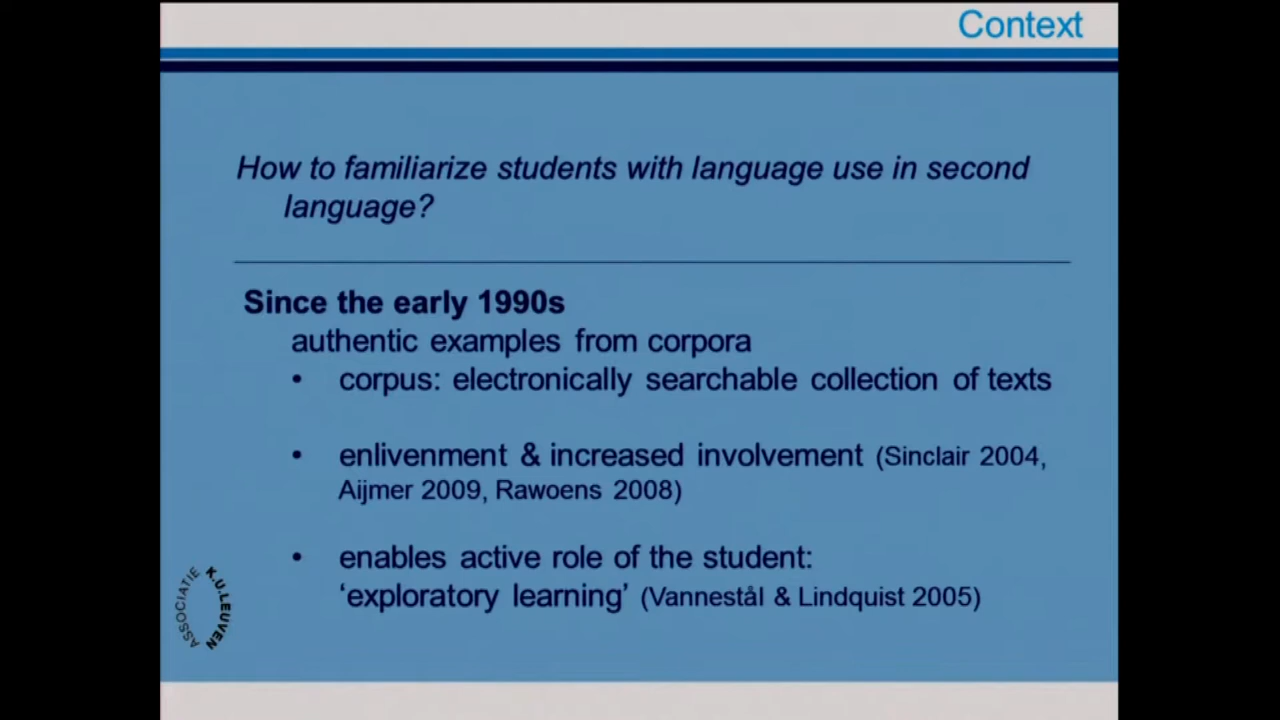 Context
How to familiarize students with language use in second
language?
Since the early 1990s
authentic examples from corpora
• corpus: electronically searchable collection of texts
• enlivenment & increased involvement (Sinclair 2004,
Aijmer 2009, Rawoens 2008)
• enables active role of the student:
‘exploratory learning’ (Vannestål & Lindquist 2005)
ASSOCIATIE
K.U.LEUVEN